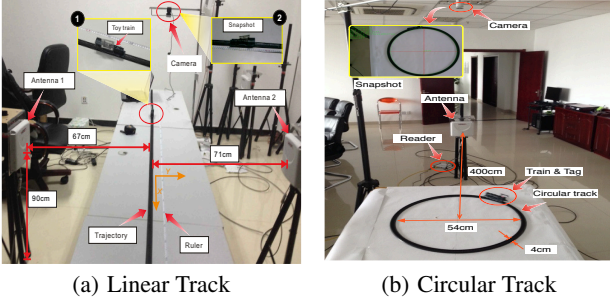 1
Toy train
Snapshot
2
Camera
Antenna 1
Antenna 2
67cm
71cm
90cm
Y
X
Trajectory
Ruler
(a) Linear Track
Camera
Snapshot
Antenna
Reader
400cm
Train & Tag
Circular track
54cm
4cm
(b) Circular Track